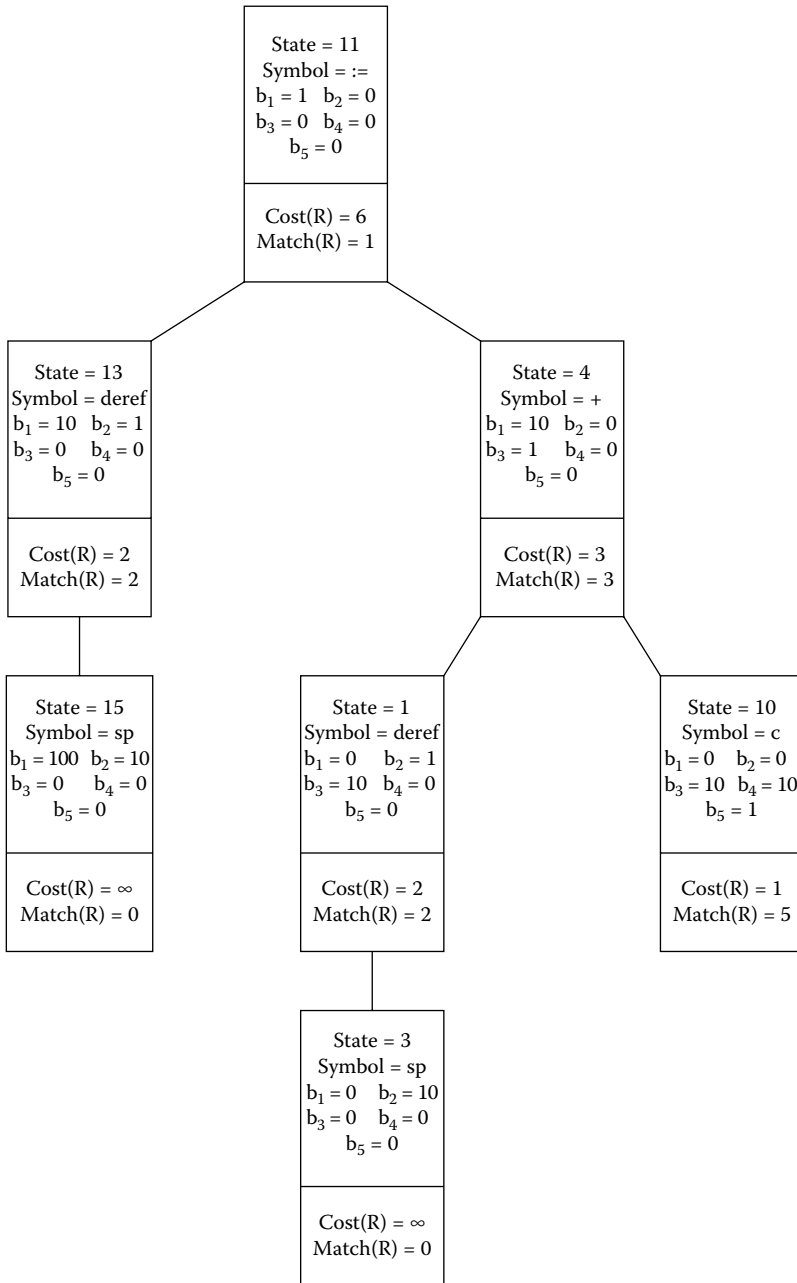 State = 11
Symbol = :=
b₁ = 1 b₂ = 0
b₃ = 0 b₄ = 0
b₅ = 0
Cost(R) = 6
Match(R) = 1
State = 13
Symbol = deref
b₁ = 10 b₂ = 1
b₃ = 0 b₄ = 0
b₅ = 0
Cost(R) = 2
Match(R) = 2
State = 4
Symbol = +
b₁ = 10 b₂ = 0
b₃ = 1 b₄ = 0
b₅ = 0
Cost(R) = 3
Match(R) = 3
State = 15
Symbol = sp
b₁ = 100 b₂ = 10
b₃ = 0 b₄ = 0
b₅ = 0
Cost(R) = ∞
Match(R) = 0
State = 1
Symbol = deref
b₁ = 0 b₂ = 1
b₃ = 10 b₄ = 0
b₅ = 0
Cost(R) = 2
Match(R) = 2
State = 10
Symbol = c
b₁ = 0 b₂ = 0
b₃ = 10 b₄ = 10
b₅ = 1
Cost(R) = 1
Match(R) = 5
State = 3
Symbol = sp
b₁ = 0 b₂ = 10
b₃ = 0 b₄ = 0
b₅ = 0
Cost(R) = ∞
Match(R) = 0